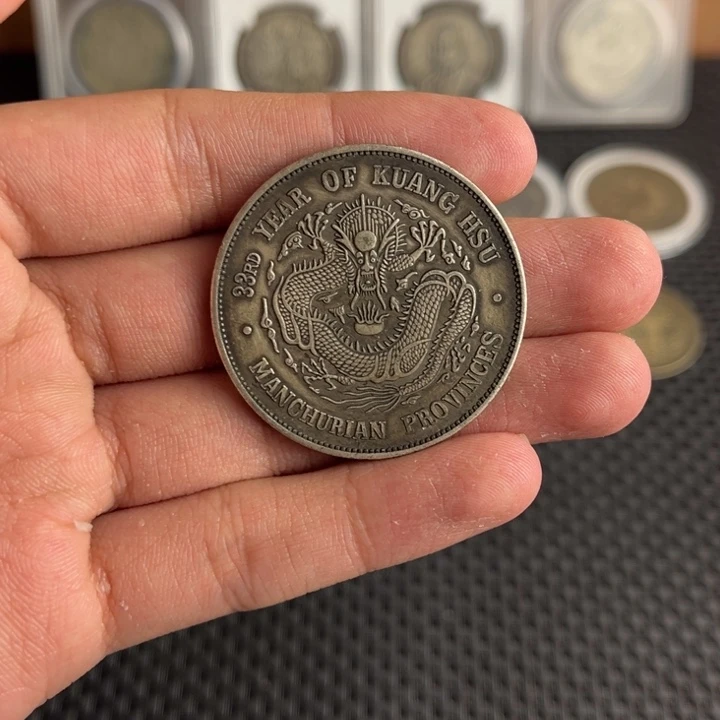 33RD YEAR OF KUANG HSU
MANCHURIAN PROVINCES